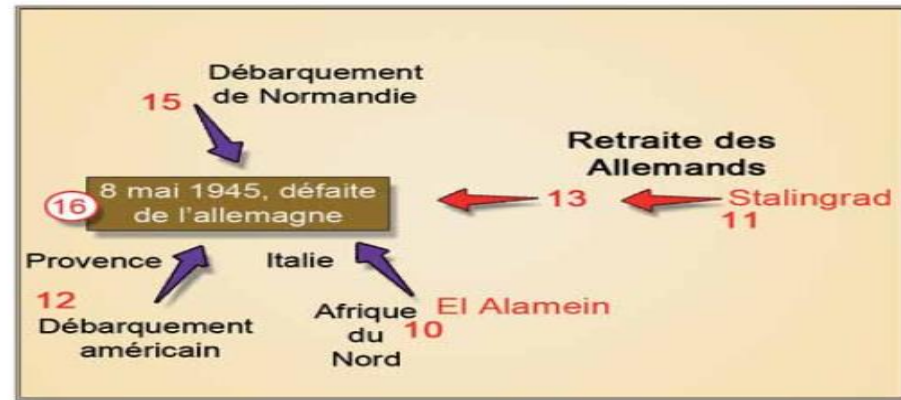 Débarquement
de Normandie
15
Retraite des
Allemands
8 mai 1945, défaite
de l'allemagne
16
13
Stalingrad
11
Provence
Italie
12
Débarquement
américain
Afrique
du
Nord
10
El Alamein